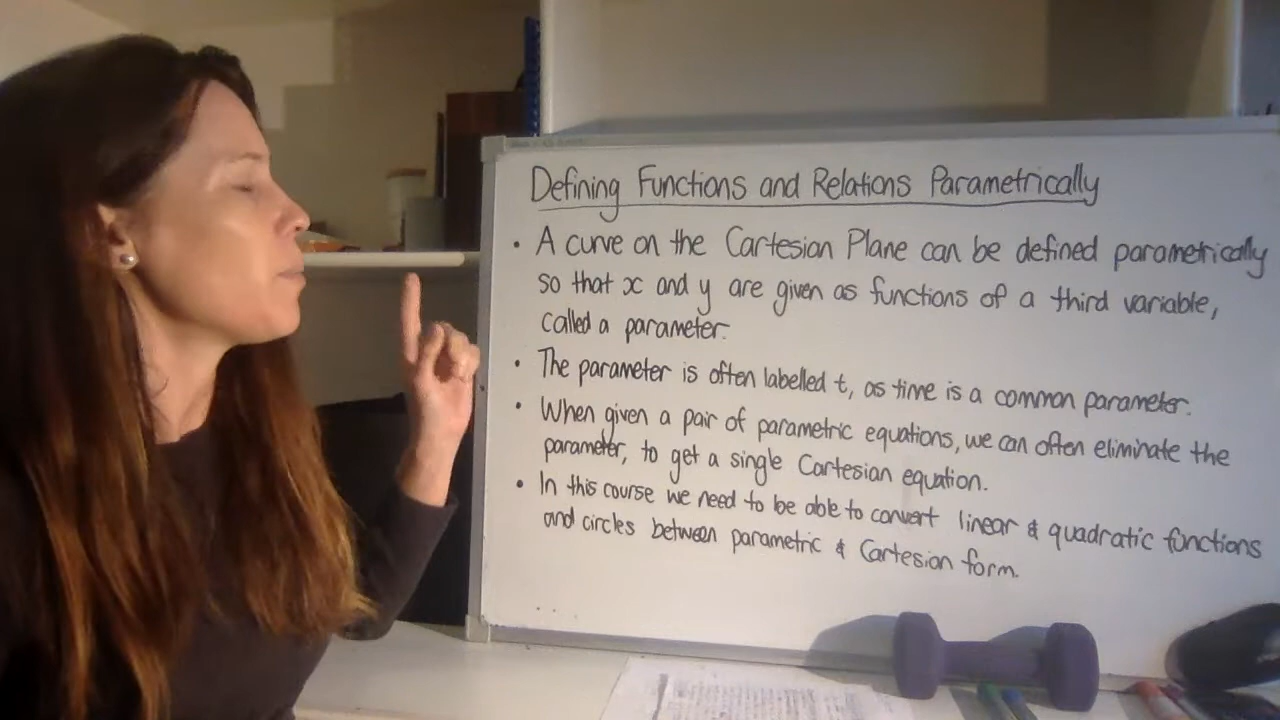 Defining Functions and Relations Parametrically
• A curve on the Cartesian Plane can be defined parametrically
so that x and y are given as functions of a third variable,
called a parameter.
• The parameter is often labelled t, as time is a common parameter.
• When given a pair of parametric equations, we can often eliminate the
parameter, to get a single Cartesian equation.
• In this course we need to be able to convert linear & quadratic functions
and circles between parametric & Cartesian form.